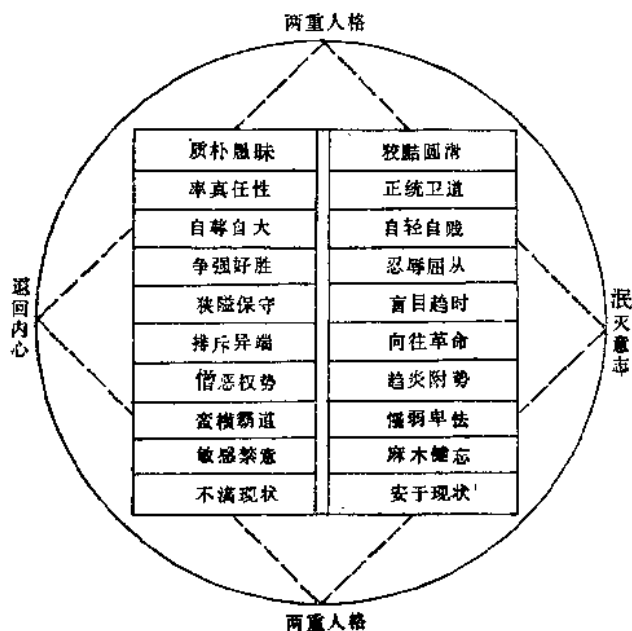 两重人格
质朴愚昧 狡黠圆滑
率真任性 正统卫道
自尊自大 自轻自贱
争强好胜 忍辱屈从
狭隘保守 盲目趋时
排斥异端 向往革命
憎恶权势 趋炎附势
蛮横霸道 懦弱卑怯
敏感禁忌 麻木健忘
不满现状 安于现状
退回内心
泯灭意志
两重人格